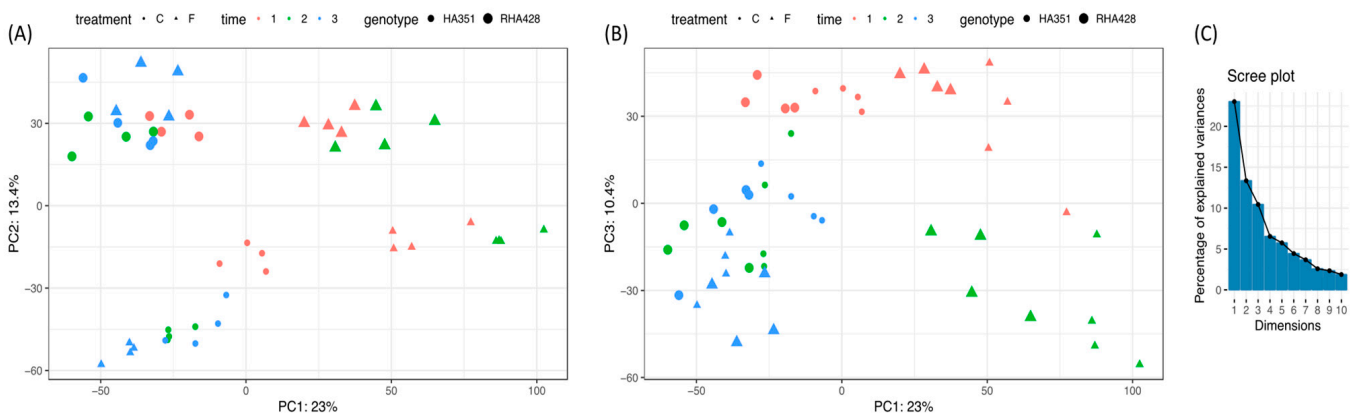 treatment C F time 1 2 3 genotype HA351 RHA428
(A)
30
0
−30
−60
PC2: 13.4%
−100 −50 0 50 100
PC1: 23%
treatment C F time 1 2 3 genotype HA351 RHA428
(B)
30
0
−30
−60
PC3: 10.4%
−50 0 50 100
PC1: 23%
(C)
Scree plot
20
15
10
5
0
Percentage of explained variances
1 2 3 4 5 6 7 8 9 10
Dimensions